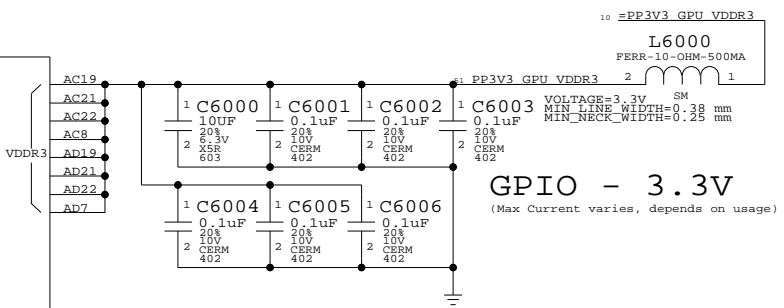 10 =PP3V3_GPU_VDDR3
L6000
FERR-10-OHM-500MA
2 1
SM
51 PP3V3_GPU_VDDR3
VOLTAGE=3.3V
MIN_LINE_WIDTH=0.38 mm
MIN_NECK_WIDTH=0.25 mm
VDDR3
AC19
AC21
AC22
AC8
AD19
AD21
AD22
AD7
1 C6000
10UF
20%
6.3V
2 X5R
603
1 C6001
0.1uF
20%
10V
2 CERM
402
1 C6002
0.1uF
20%
10V
2 CERM
402
1 C6003
0.1uF
20%
10V
2 CERM
402
GPIO - 3.3V
(Max Current varies, depends on usage)
1 C6004
0.1uF
20%
10V
2 CERM
402
1 C6005
0.1uF
20%
10V
2 CERM
402
1 C6006
0.1uF
20%
10V
2 CERM
402